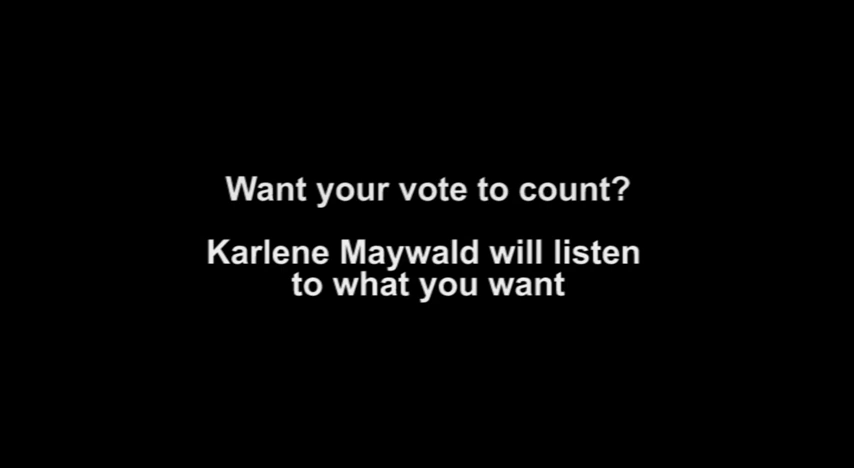 Want your vote to count?
Karlene Maywald will listen
to what you want